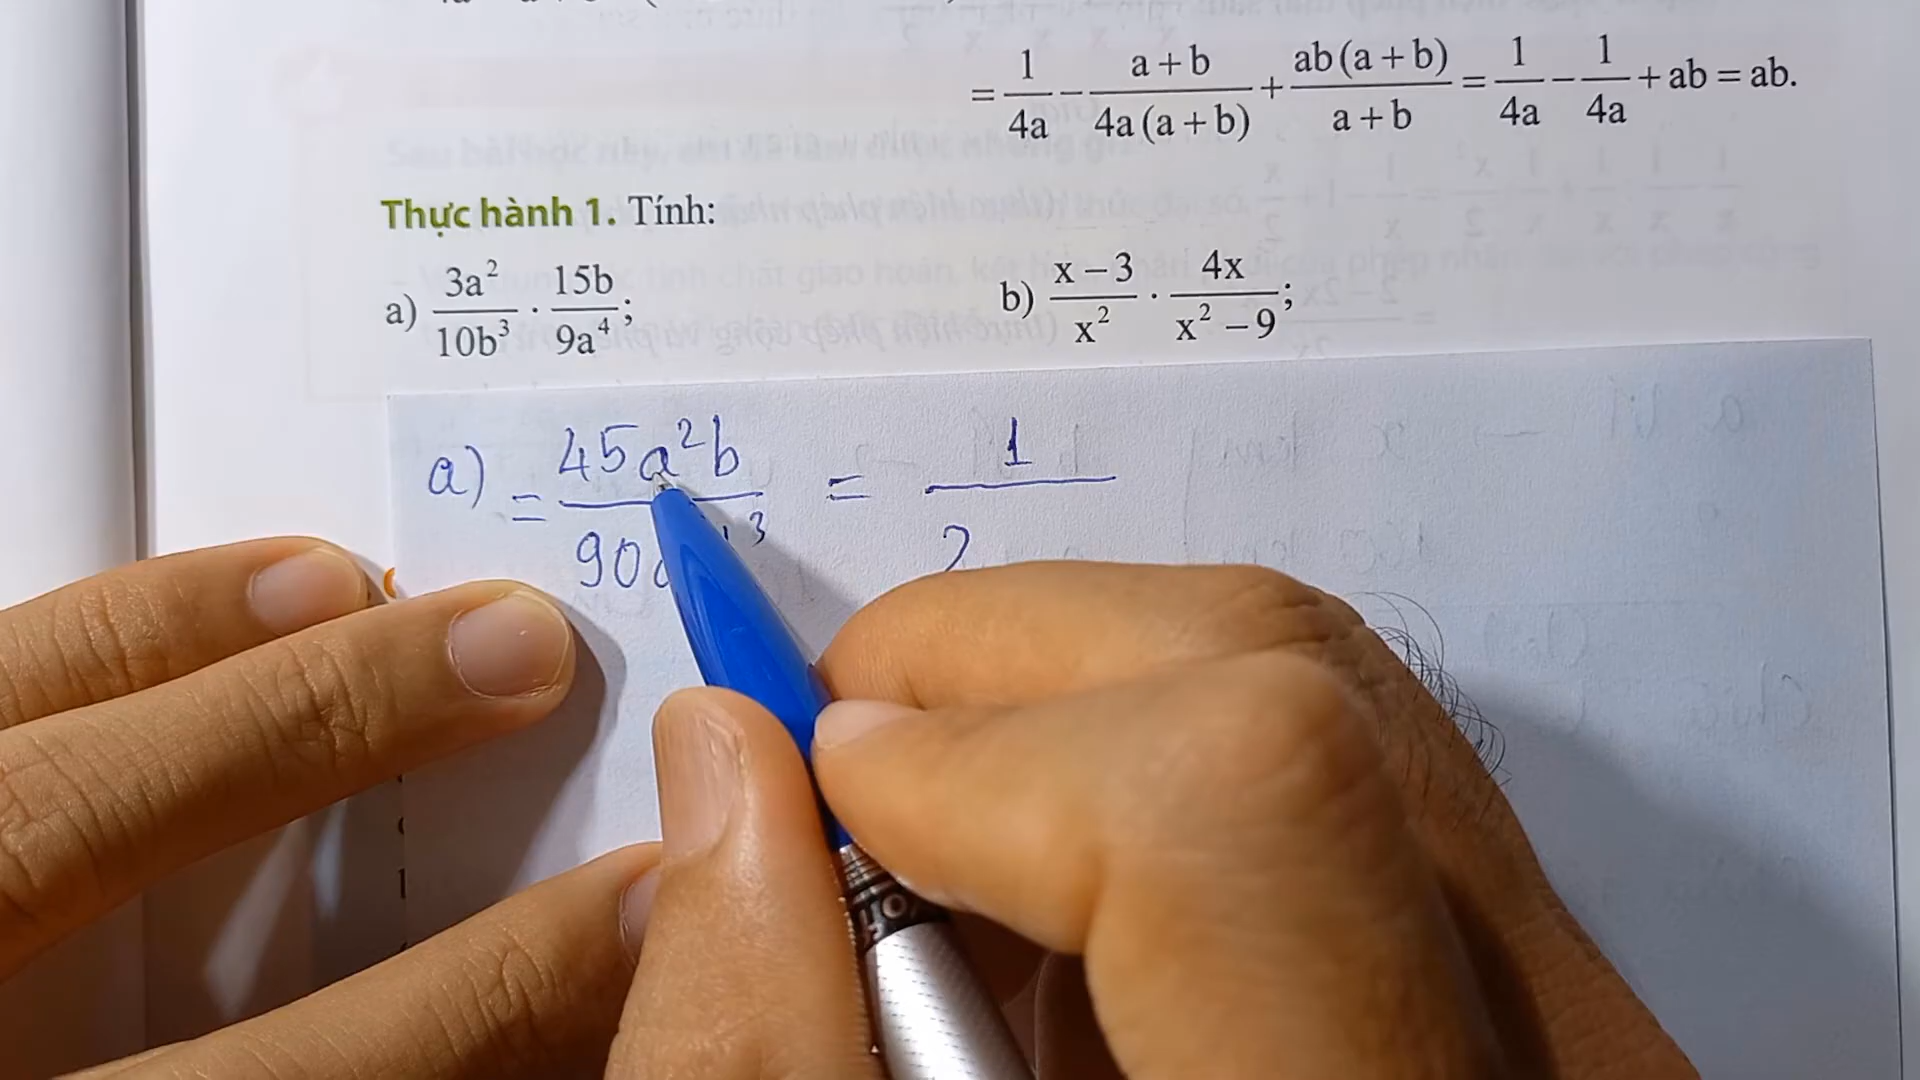 = 1/4a − a + b/4a (a + b) + ab (a + b)/a + b = 1/4a − 1/4a + ab = ab.
Thực hành 1. Tính:
a) 3a²/10b³ · 15b/9a⁴; b) x − 3/x² · 4x/x² − 9;
a) = 45a²b/90 ³ = 1/2